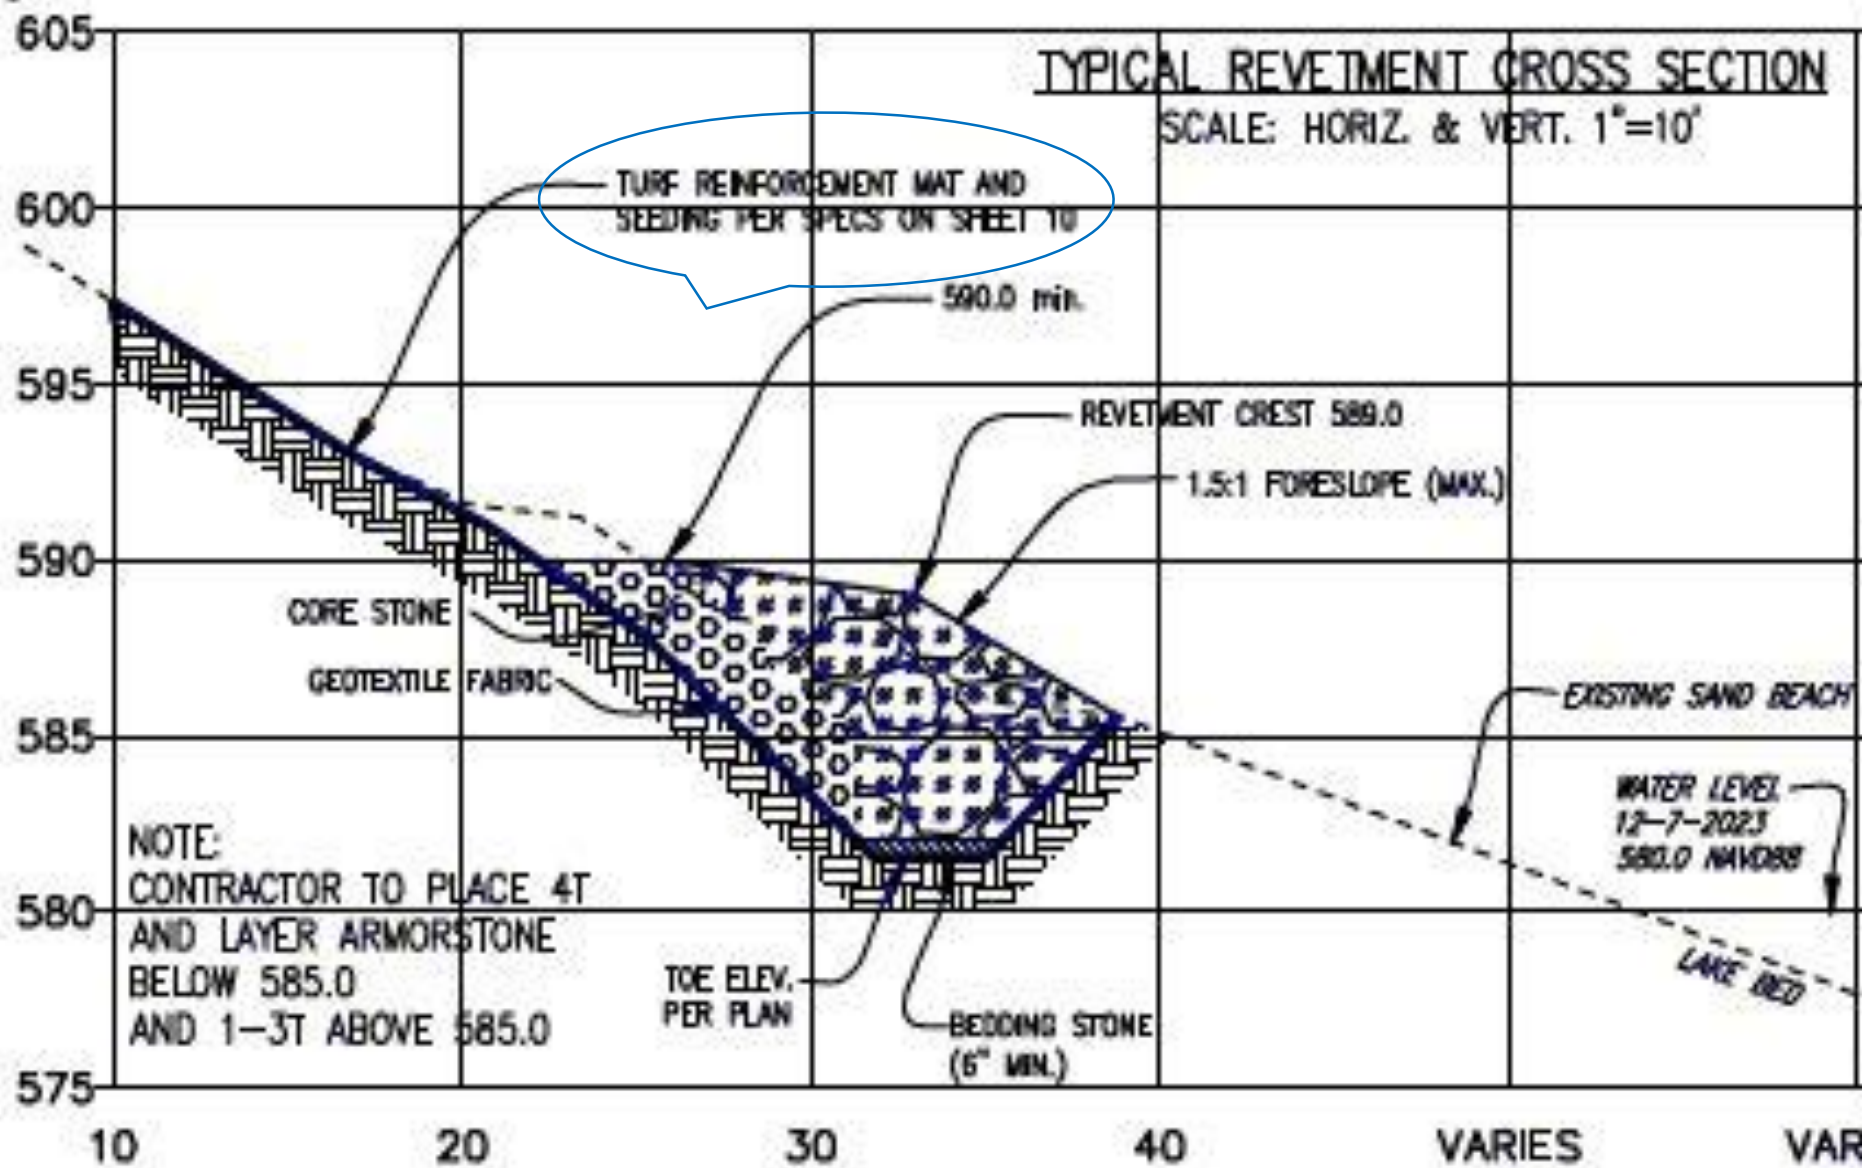 605
TYPICAL REVETMENT CROSS SECTION
SCALE: HORIZ. & VERT. 1"=10'
TURF REINFORCEMENT MAT AND
SEEDING PER SPECS ON SHEET 10
600
590.0 min.
595
REVETMENT CREST 589.0
1.5:1 FORESLOPE (MAX.)
590
CORE STONE
GEOTEXTILE FABRIC
EXISTING SAND BEACH
585
WATER LEVEL
12-7-2023
580.0 NAVD88
NOTE:
CONTRACTOR TO PLACE 4T
AND LAYER ARMORSTONE
BELOW 585.0
AND 1-3T ABOVE 585.0
580
LAKE BED
TOE ELEV.
PER PLAN
BEDDING STONE
(6" MIN.)
575
10 20 30 40 VARIES VAR